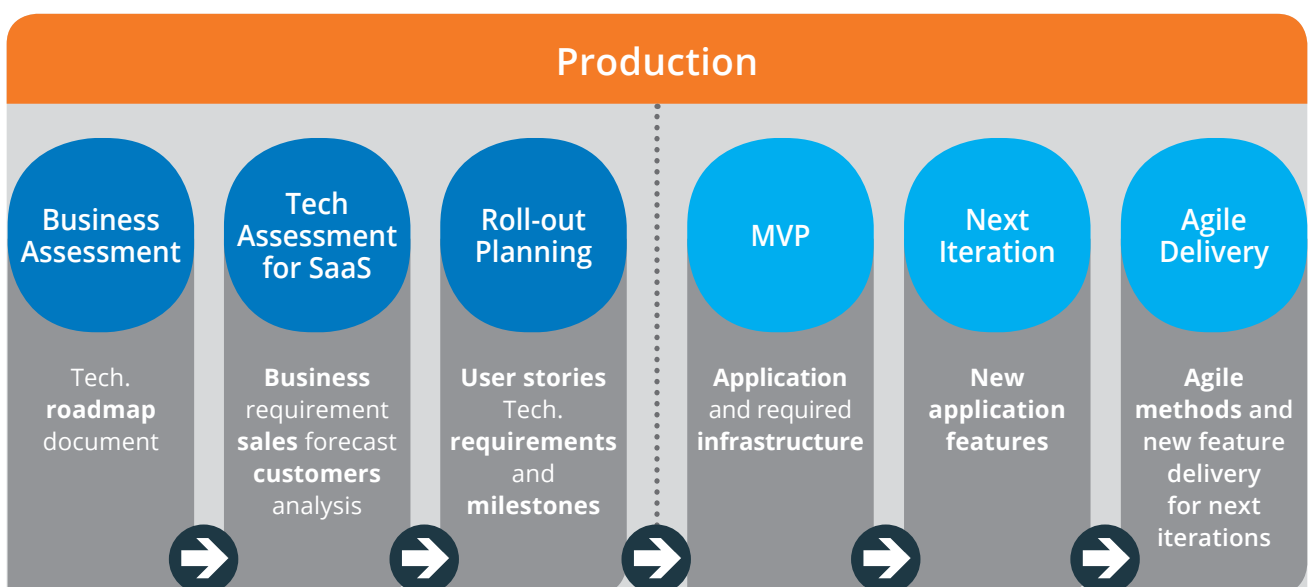 Production
Business
Assessment
Tech.
roadmap
document
Tech
Assessment
for SaaS
Business
requirement
sales forecast
customers
analysis
Roll-out
Planning
User stories
Tech.
requirements
and
milestones
MVP
Application
and required
infrastructure
Next
Iteration
New
application
features
Agile
Delivery
Agile
methods and
new feature
delivery
for next
iterations